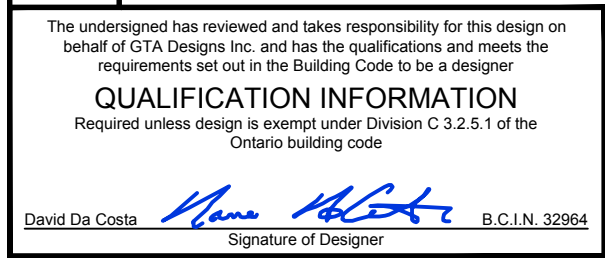 The undersigned has reviewed and takes responsibility for this design on
behalf of GTA Designs Inc. and has the qualifications and meets the
requirements set out in the Building Code to be a designer
QUALIFICATION INFORMATION
Required unless design is exempt under Division C 3.2.5.1 of the
Ontario building code
David Da Costa B.C.I.N. 32964
Signature of Designer